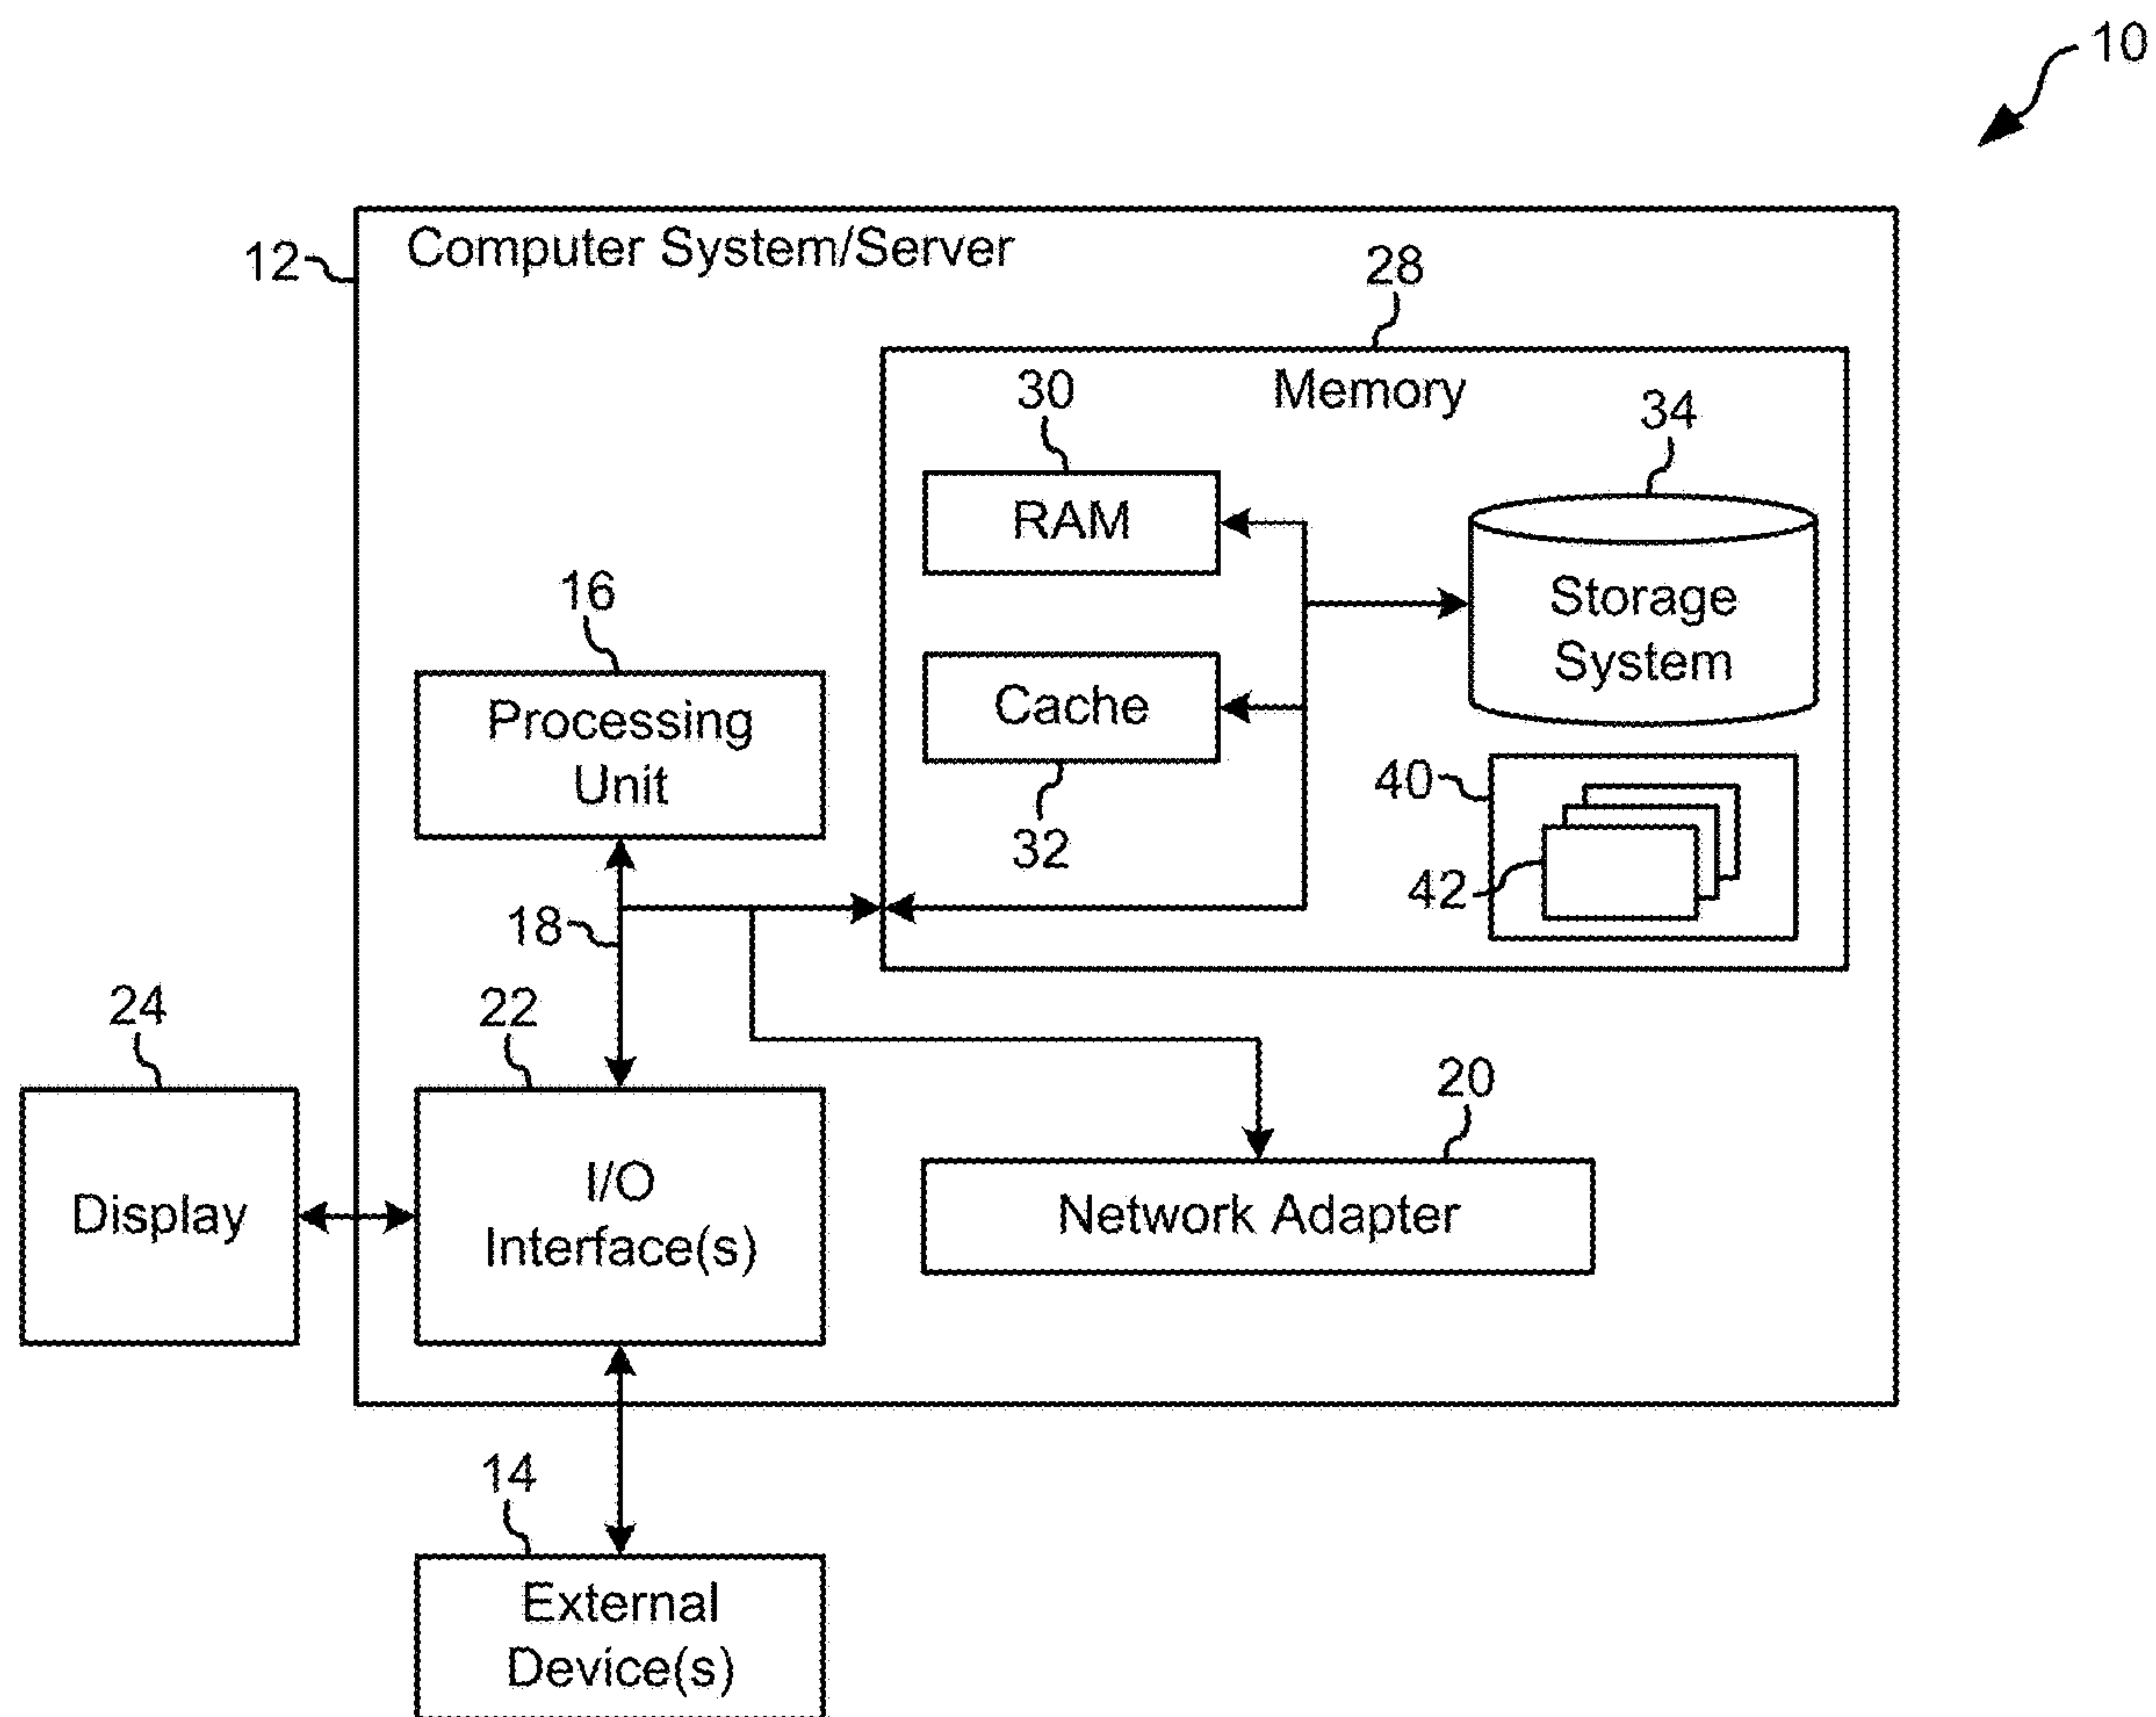 10
12
Computer System/Server
28
30
Memory
34
RAM
16
Storage
System
Processing
Unit
Cache
40
32
42
18
24
22
20
Display
I/O
Interface(s)
Network Adapter
14
External
Device(s)